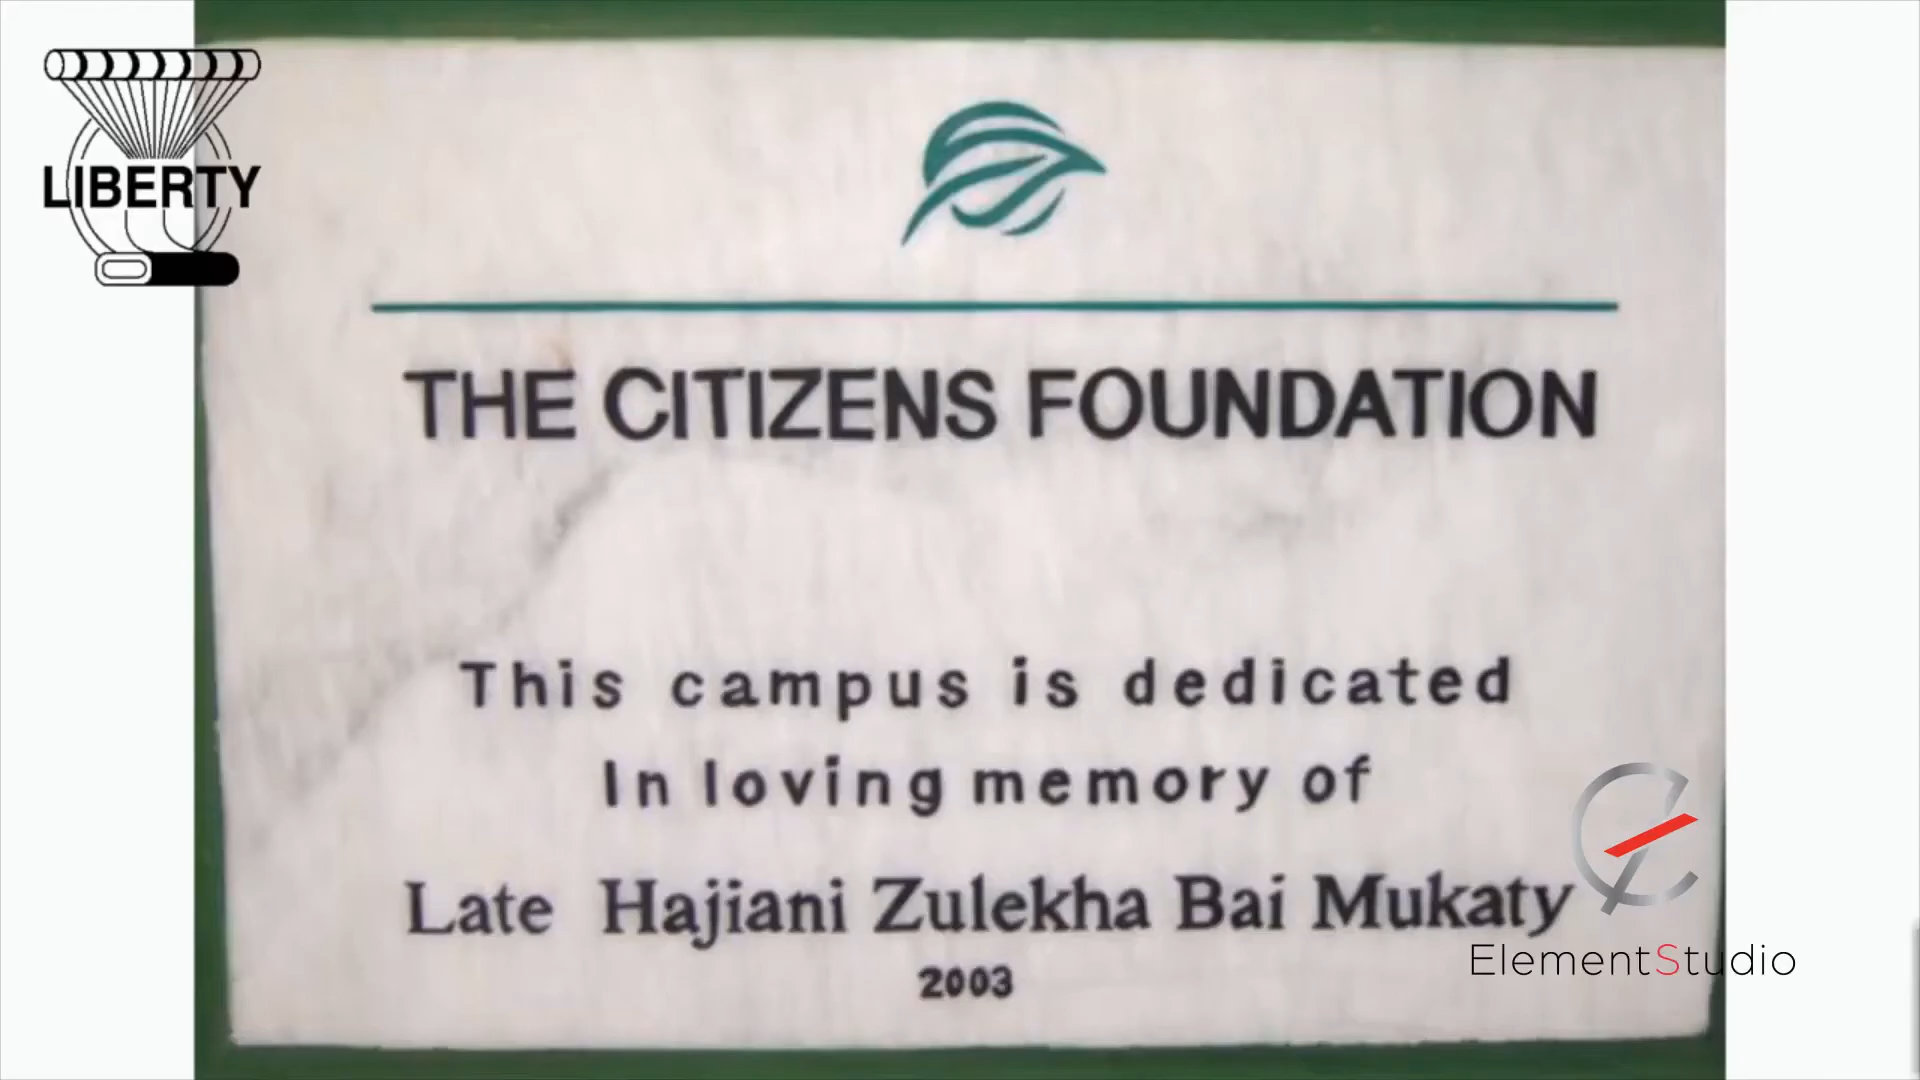 LIBERTY
THE CITIZENS FOUNDATION
This campus is dedicated
In loving memory of
Late Hajiani Zulekha Bai Mukaty
2003
ElementStudio